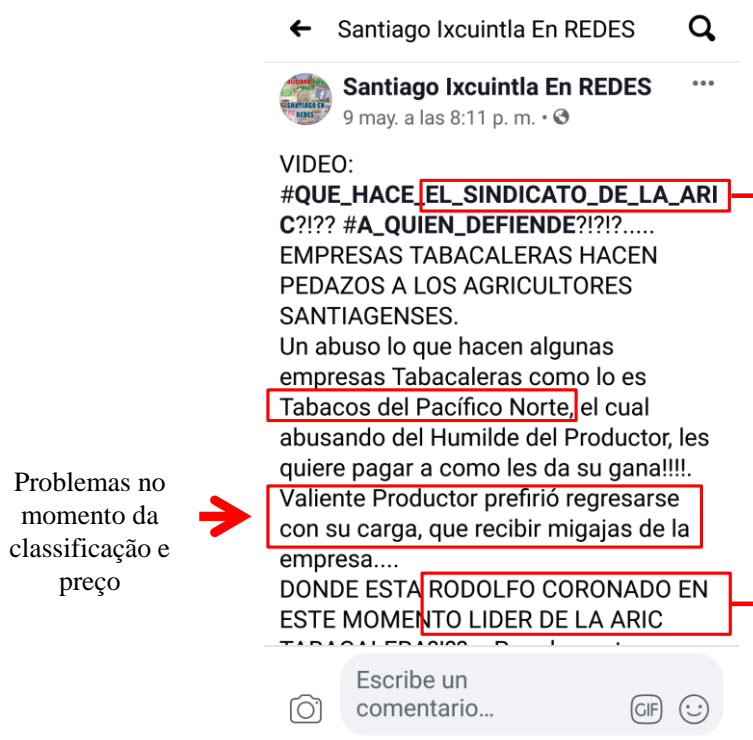 Santiago Ixcuintla En REDES
Santiago Ixcuintla En REDES
9 may. a las 8:11 p. m. •
VIDEO:
#QUE_HACE_EL_SINDICATO_DE_LA_ARI
C?!?? #A_QUIEN_DEFIENDE?!?!?.....
EMPRESAS TABACALERAS HACEN
PEDAZOS A LOS AGRICULTORES
SANTIAGENSES.
Un abuso lo que hacen algunas
empresas Tabacaleras como lo es
Tabacos del Pacífico Norte, el cual
abusando del Humilde del Productor, les
quiere pagar a como les da su gana!!!!.
Valiente Productor prefirió regresarse
con su carga, que recibir migajas de la
empresa....
DONDE ESTA RODOLFO CORONADO EN
ESTE MOMENTO LIDER DE LA ARIC
Escribe un
comentario...
GIF
Problemas no
momento da
classificação e
preço